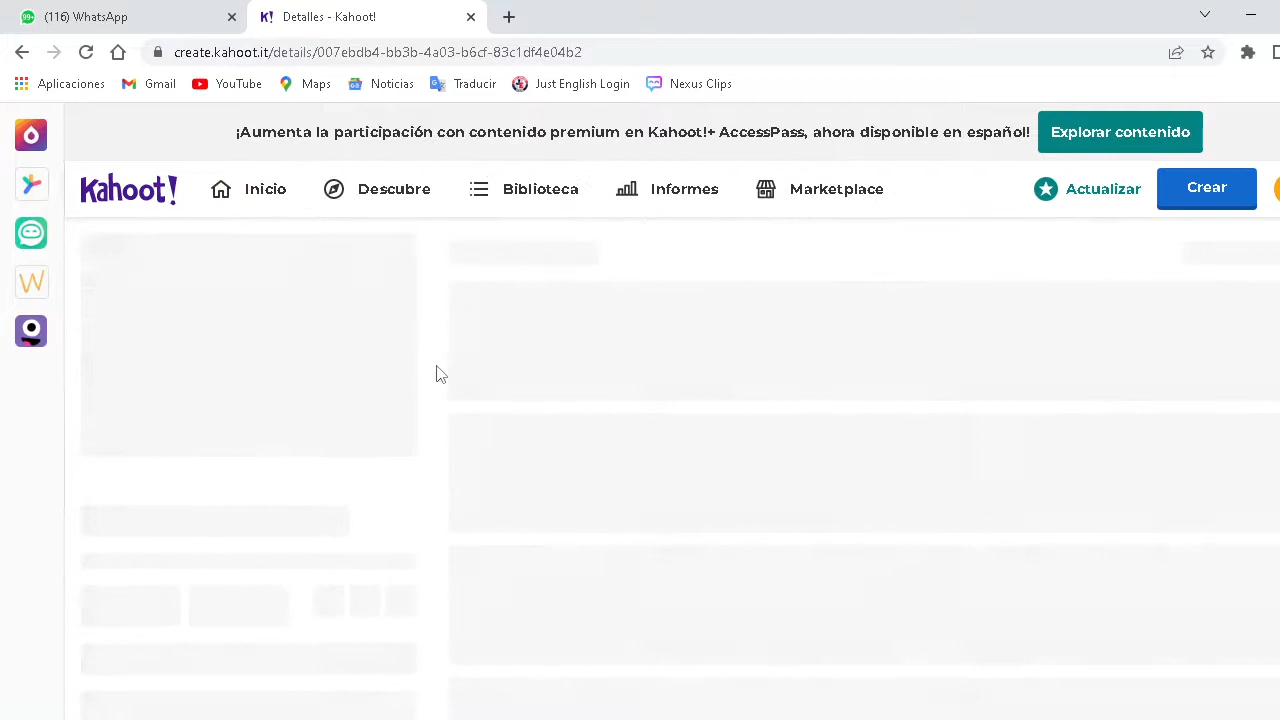 99+ (116) WhatsApp
K! Detalles - Kahoot!
create.kahoot.it/details/007ebdb4-bb3b-4a03-b6cf-83c1df4e04b2
Aplicaciones Gmail YouTube Maps Noticias Traducir Just English Login Nexus Clips
¡Aumenta la participación con contenido premium en Kahoot!+ AccessPass, ahora disponible en español! Explorar contenido
Kahoot! Inicio Descubre Biblioteca Informes Marketplace Actualizar Crear
W